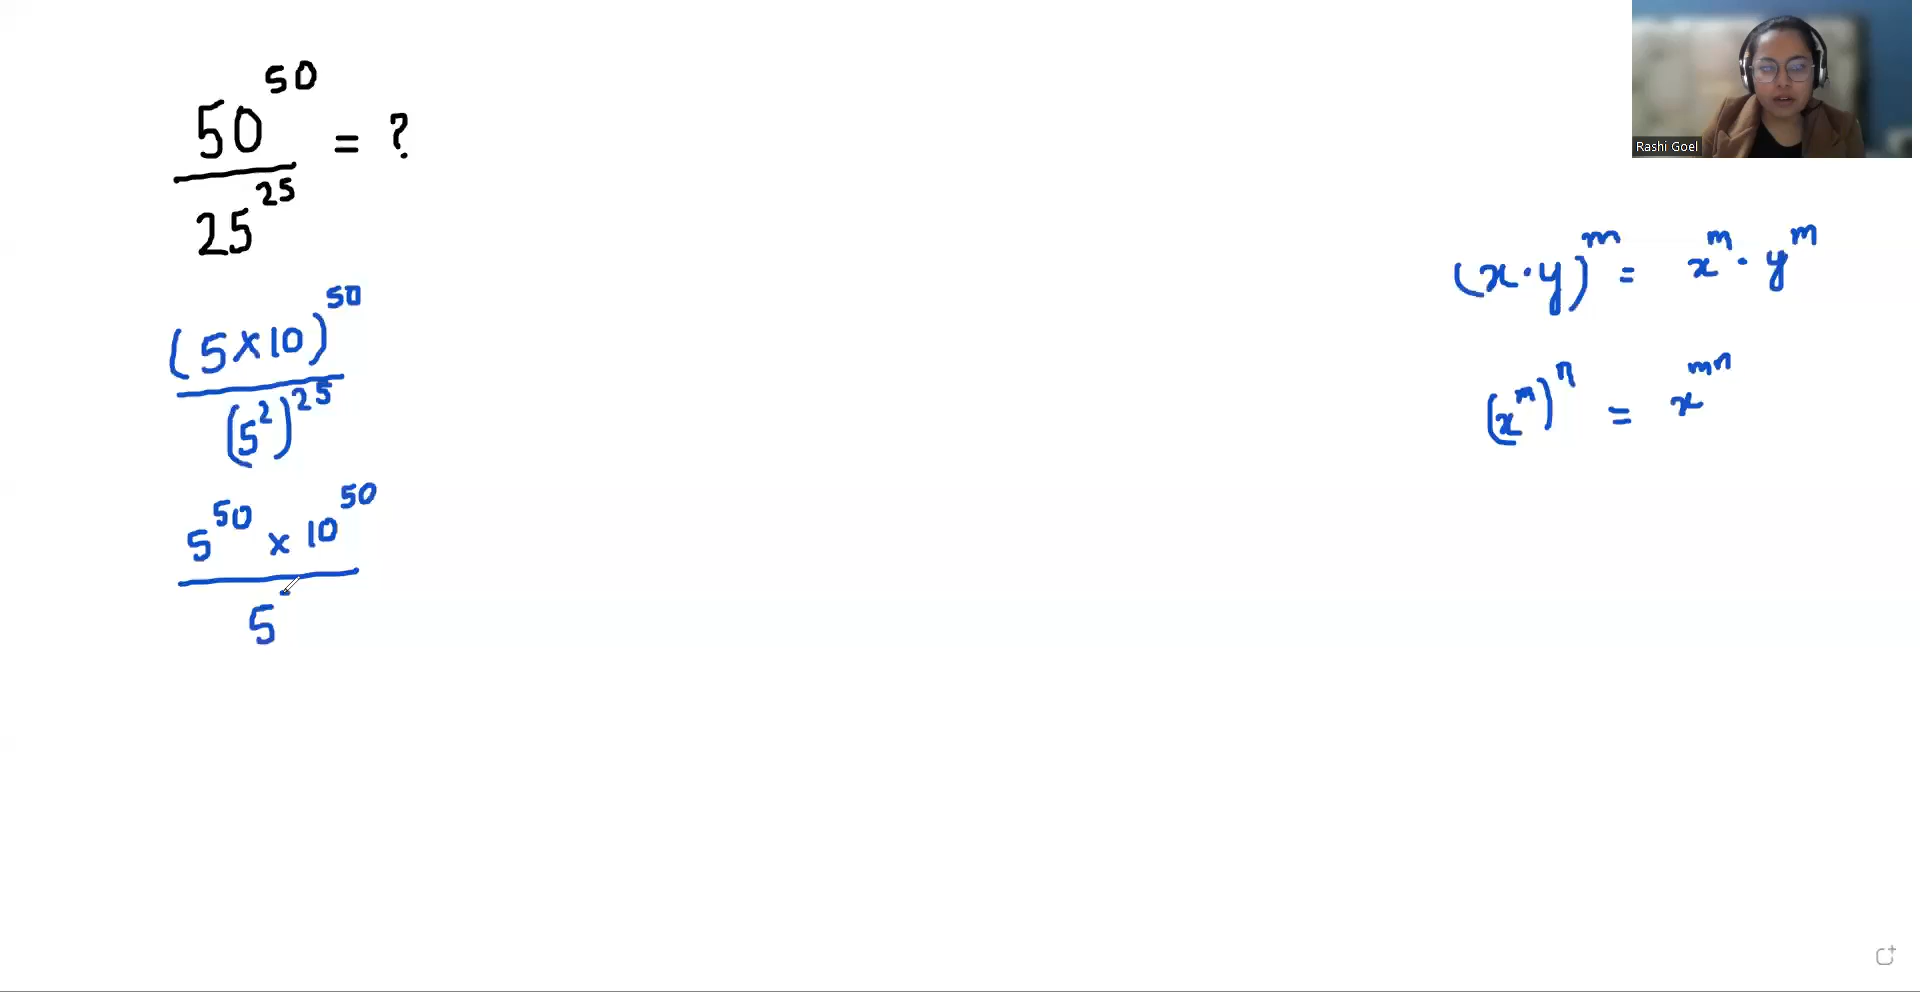 50^50 / 25^25 = ?
(5×10)^50 / (5^2)^25
5^50 × 10^50 / 5
Rashi Goel
(x·y)^m = x^m · y^m
(x^m)^n = x^mn